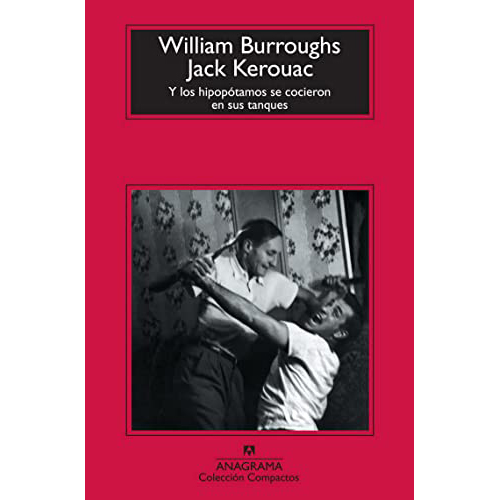 William Burroughs
Jack Kerouac
Y los hipopótamos se cocieron
en sus tanques
ANAGRAMA
Colección Compactos